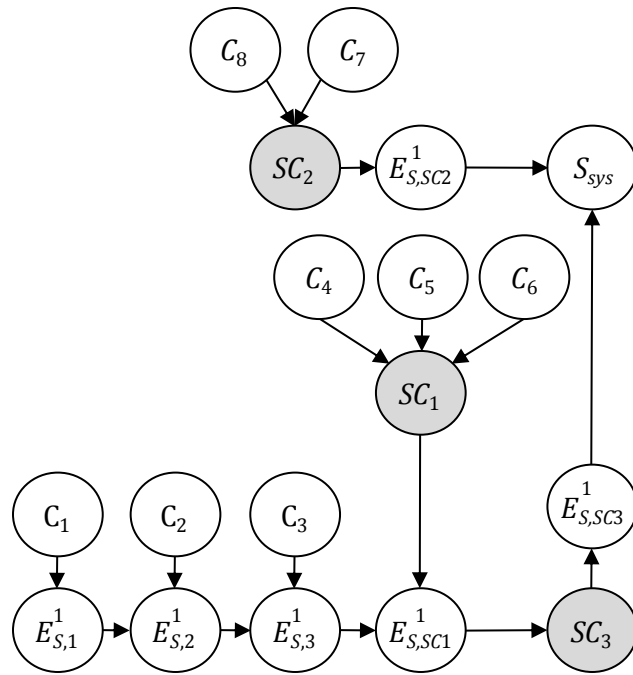 C₈ C₇
SC₂ E¹S,SC2 Ssys
C₄ C₅ C₆
SC₁
E¹S,SC3
C₁ C₂ C₃
E¹S,1 E¹S,2 E¹S,3 E¹S,SC1 SC₃